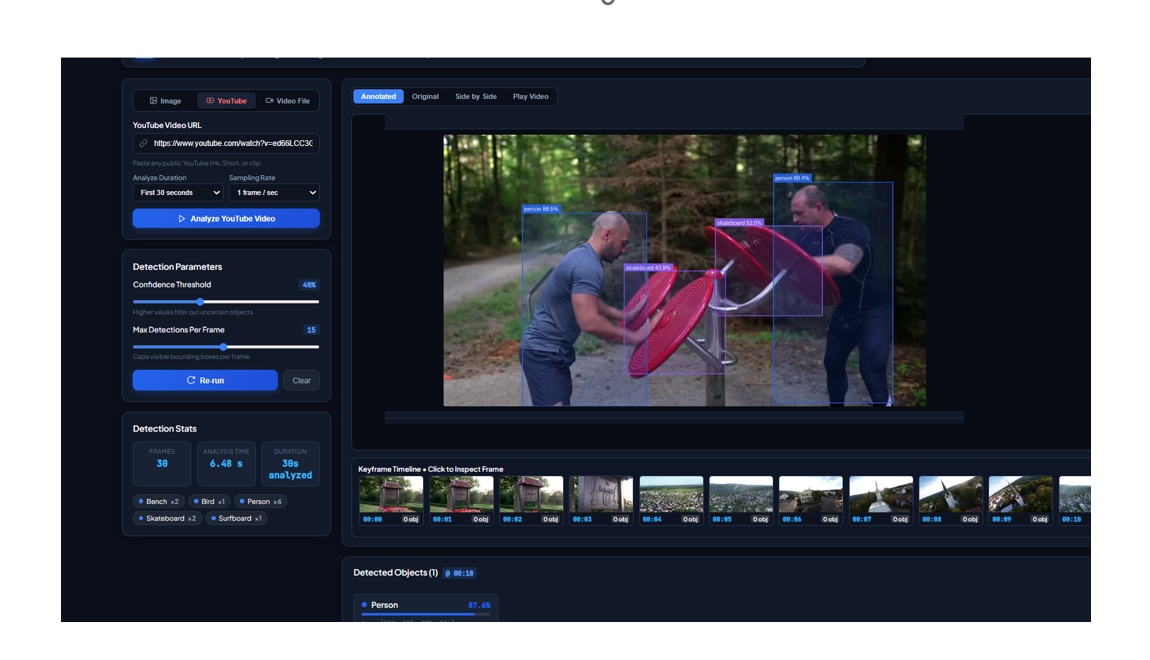 Image
YouTube
Video File
YouTube Video URL
https://www.youtube.com/watch?v=ed66LCC3C
Paste any public YouTube link, Short, or clip.
Analyze Duration
Sampling Rate
First 30 seconds
1 frame / sec
Analyze YouTube Video
Detection Parameters
Confidence Threshold
40%
Higher values filter out uncertain objects.
Max Detections Per Frame
15
Caps visible bounding boxes per frame.
Re-run
Clear
Detection Stats
FRAMES
30
ANALYSIS TIME
6.48 s
DURATION
30s
analyzed
Bench ×2
Bird ×1
Person ×6
Skateboard ×2
Surfboard ×1
Annotated
Original
Side by Side
Play Video
person 88.5%
person 88.4%
skateboard 52.0%
skateboard 43.8%
Keyframe Timeline • Click to Inspect Frame
00:00 0 obj
00:01 0 obj
00:02 0 obj
00:03 0 obj
00:04 0 obj
00:05 0 obj
00:06 0 obj
00:07 0 obj
00:08 0 obj
00:09 0 obj
00:10
Detected Objects (1) @ 00:18
Person 87.6%